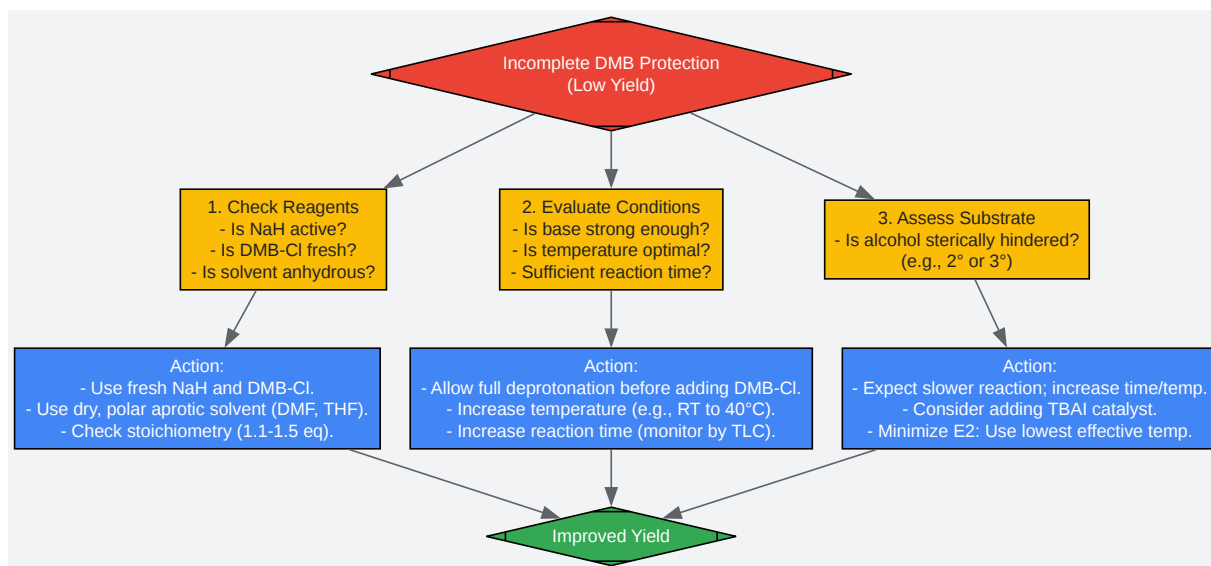 Incomplete DMB Protection
(Low Yield)
1. Check Reagents
- Is NaH active?
- Is DMB-Cl fresh?
- Is solvent anhydrous?
2. Evaluate Conditions
- Is base strong enough?
- Is temperature optimal?
- Sufficient reaction time?
3. Assess Substrate
- Is alcohol sterically hindered?
(e.g., 2° or 3°)
Action:
- Use fresh NaH and DMB-Cl.
- Use dry, polar aprotic solvent (DMF, THF).
- Check stoichiometry (1.1-1.5 eq).
Action:
- Allow full deprotonation before adding DMB-Cl.
- Increase temperature (e.g., RT to 40°C).
- Increase reaction time (monitor by TLC).
Action:
- Expect slower reaction; increase time/temp.
- Consider adding TBAI catalyst.
- Minimize E2: Use lowest effective temp.
Improved Yield